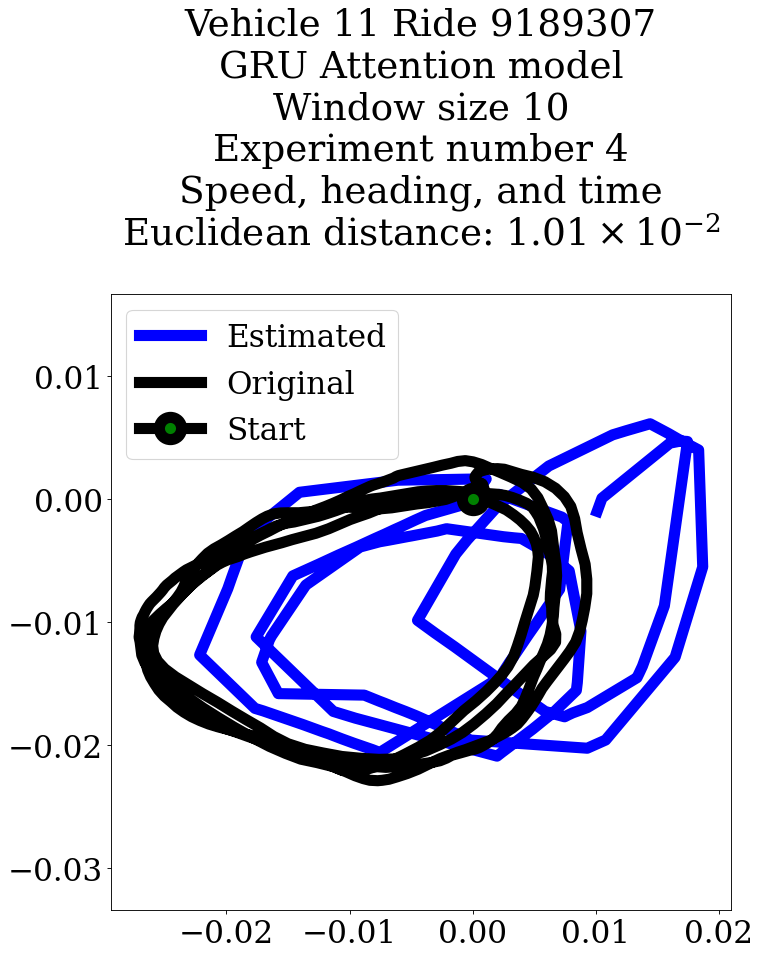 Vehicle 11 Ride 9189307
GRU Attention model
Window size 10
Experiment number 4
Speed, heading, and time
Euclidean distance: 1.01 × 10⁻²
Estimated
Original
Start
0.01
0.00
−0.01
−0.02
−0.03
−0.02 −0.01 0.00 0.01 0.02